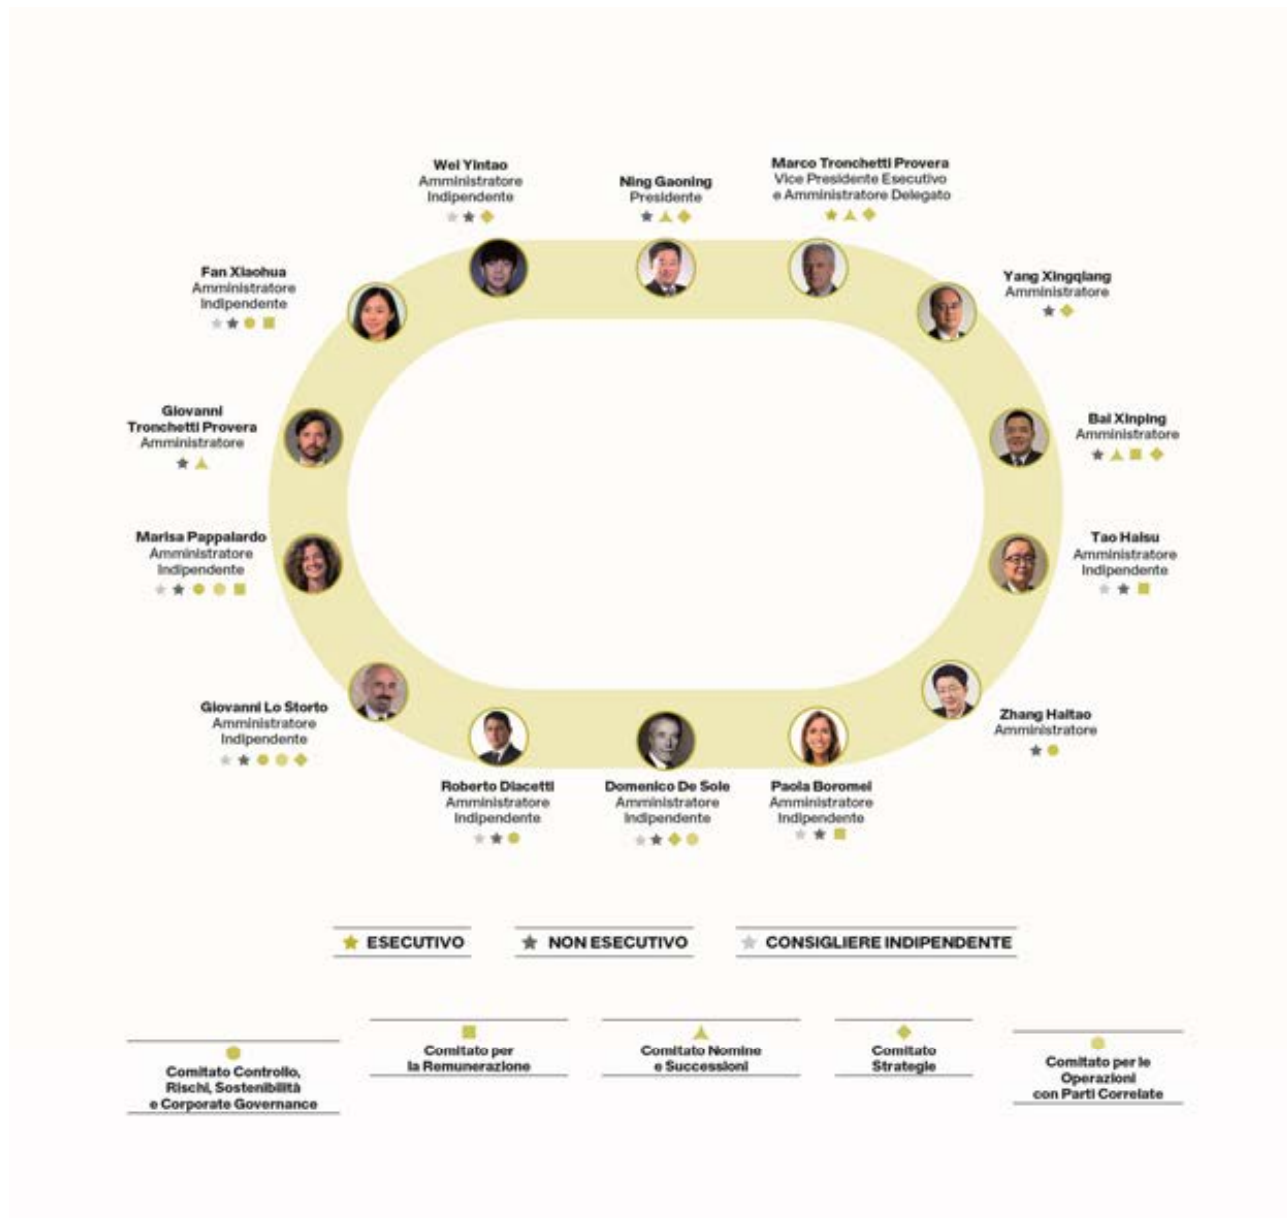 Wei Yintao
Amministratore
Indipendente
Ning Gaoning
Presidente
Marco Tronchetti Provera
Vice Presidente Esecutivo
e Amministratore Delegato
Fan Xiaohua
Amministratore
Indipendente
Yang Xingqiang
Amministratore
Giovanni
Tronchetti Provera
Amministratore
Bai Xinping
Amministratore
Marisa Pappalardo
Amministratore
Indipendente
Tao Haisu
Amministratore
Indipendente
Giovanni Lo Storto
Amministratore
Indipendente
Zhang Haitao
Amministratore
Roberto Diacetti
Amministratore
Indipendente
Domenico De Sole
Amministratore
Indipendente
Paola Boromei
Amministratore
Indipendente
ESECUTIVO
NON ESECUTIVO
CONSIGLIERE INDIPENDENTE
Comitato Controllo,
Rischi, Sostenibilità
e Corporate Governance
Comitato per
la Remunerazione
Comitato Nomine
e Successioni
Comitato
Strategie
Comitato per le
Operazioni
con Parti Correlate